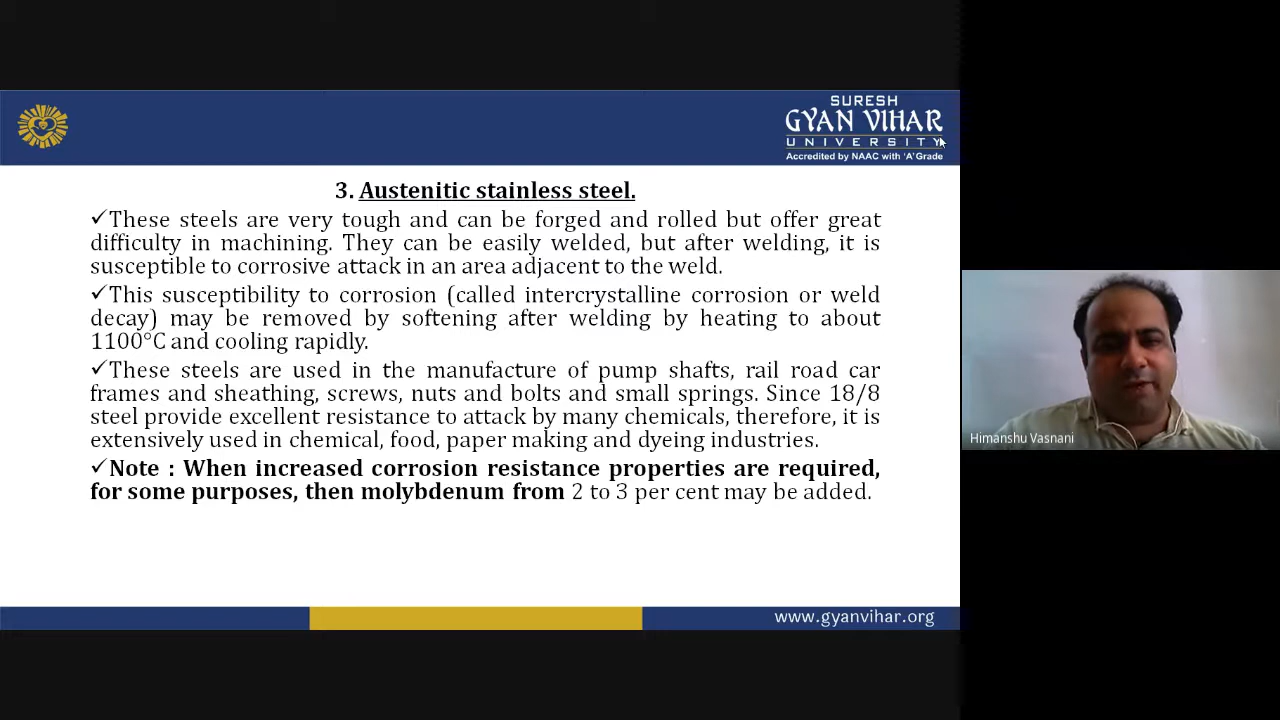 SURESH
GYAN VIHAR
UNIVERSITY
Accredited by NAAC with 'A' Grade
3. Austenitic stainless steel.
✓These steels are very tough and can be forged and rolled but offer great
difficulty in machining. They can be easily welded, but after welding, it is
susceptible to corrosive attack in an area adjacent to the weld.
✓This susceptibility to corrosion (called intercrystalline corrosion or weld
decay) may be removed by softening after welding by heating to about
1100°C and cooling rapidly.
✓These steels are used in the manufacture of pump shafts, rail road car
frames and sheathing, screws, nuts and bolts and small springs. Since 18/8
steel provide excellent resistance to attack by many chemicals, therefore, it is
extensively used in chemical, food, paper making and dyeing industries.
✓Note : When increased corrosion resistance properties are required,
for some purposes, then molybdenum from 2 to 3 per cent may be added.
Himanshu Vasnani
www.gyanvihar.org